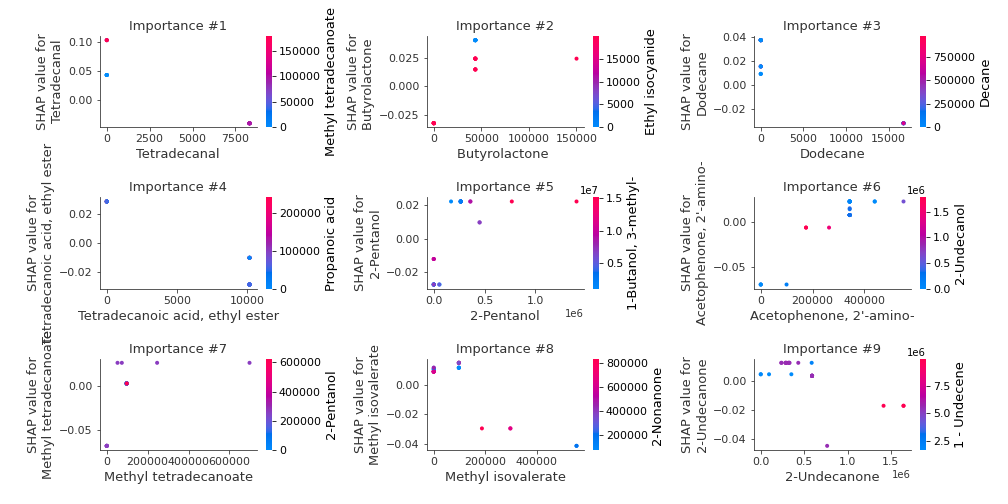 Importance #1
SHAP value for
Tetradecanal
0.10
0.05
0.00
0
2500
5000
7500
Tetradecanal
150000
100000
50000
0
Methyl tetradecanoate
Importance #2
SHAP value for
Butyrolactone
0.025
0.000
−0.025
0
500000
1000000
1500000
Butyrolactone
15000
10000
5000
0
Ethyl isocyanide
Importance #3
SHAP value for
Dodecane
0.04
0.02
0.00
−0.02
0
5000
10000
15000
Dodecane
750000
500000
250000
0
Decane
Importance #4
SHAP value for
Tetradecanoic acid, ethyl ester
0.02
0.00
−0.02
0
5000
10000
Tetradecanoic acid, ethyl ester
200000
100000
0
Propanoic acid
Importance #5
SHAP value for
2-Pentanol
0.02
0.00
−0.02
0.0
0.5
1.0
1e6
2-Pentanol
1e7
1.5
1.0
0.5
1-Butanol, 3-methyl-
Importance #6
SHAP value for
Acetophenone, 2'-amino-
0.00
−0.05
0
200000
400000
Acetophenone, 2'-amino-
1e6
1.5
1.0
0.5
0.0
2-Undecanol
Importance #7
SHAP value for
Methyl tetradecanoate
0.00
−0.05
0
200000
400000
600000
Methyl tetradecanoate
600000
400000
200000
0
2-Pentanol
Importance #8
SHAP value for
Methyl isovalerate
0.00
−0.02
−0.04
0
200000
400000
Methyl isovalerate
800000
600000
400000
200000
2-Nonanone
Importance #9
SHAP value for
2-Undecanone
0.00
−0.02
−0.04
0.0
0.5
1.0
1.5
1e6
2-Undecanone
1e6
7.5
5.0
2.5
1 - Undecene